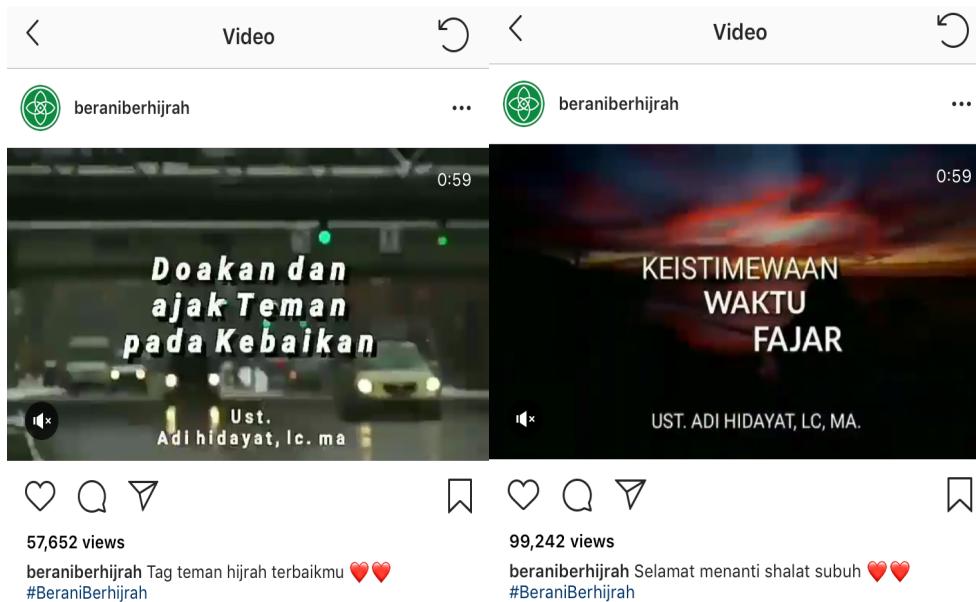 Video
beraniberhijrah
0:59
Doakan dan
ajak Teman
pada Kebaikan
Ust.
Adi hidayat, lc. ma
57,652 views
beraniberhijrah Tag teman hijrah terbaikmu ❤️❤️
#BeraniBerhijrah
Video
beraniberhijrah
0:59
KEISTIMEWAAN
WAKTU
FAJAR
UST. ADI HIDAYAT, LC, MA.
99,242 views
beraniberhijrah Selamat menanti shalat subuh ❤️❤️
#BeraniBerhijrah